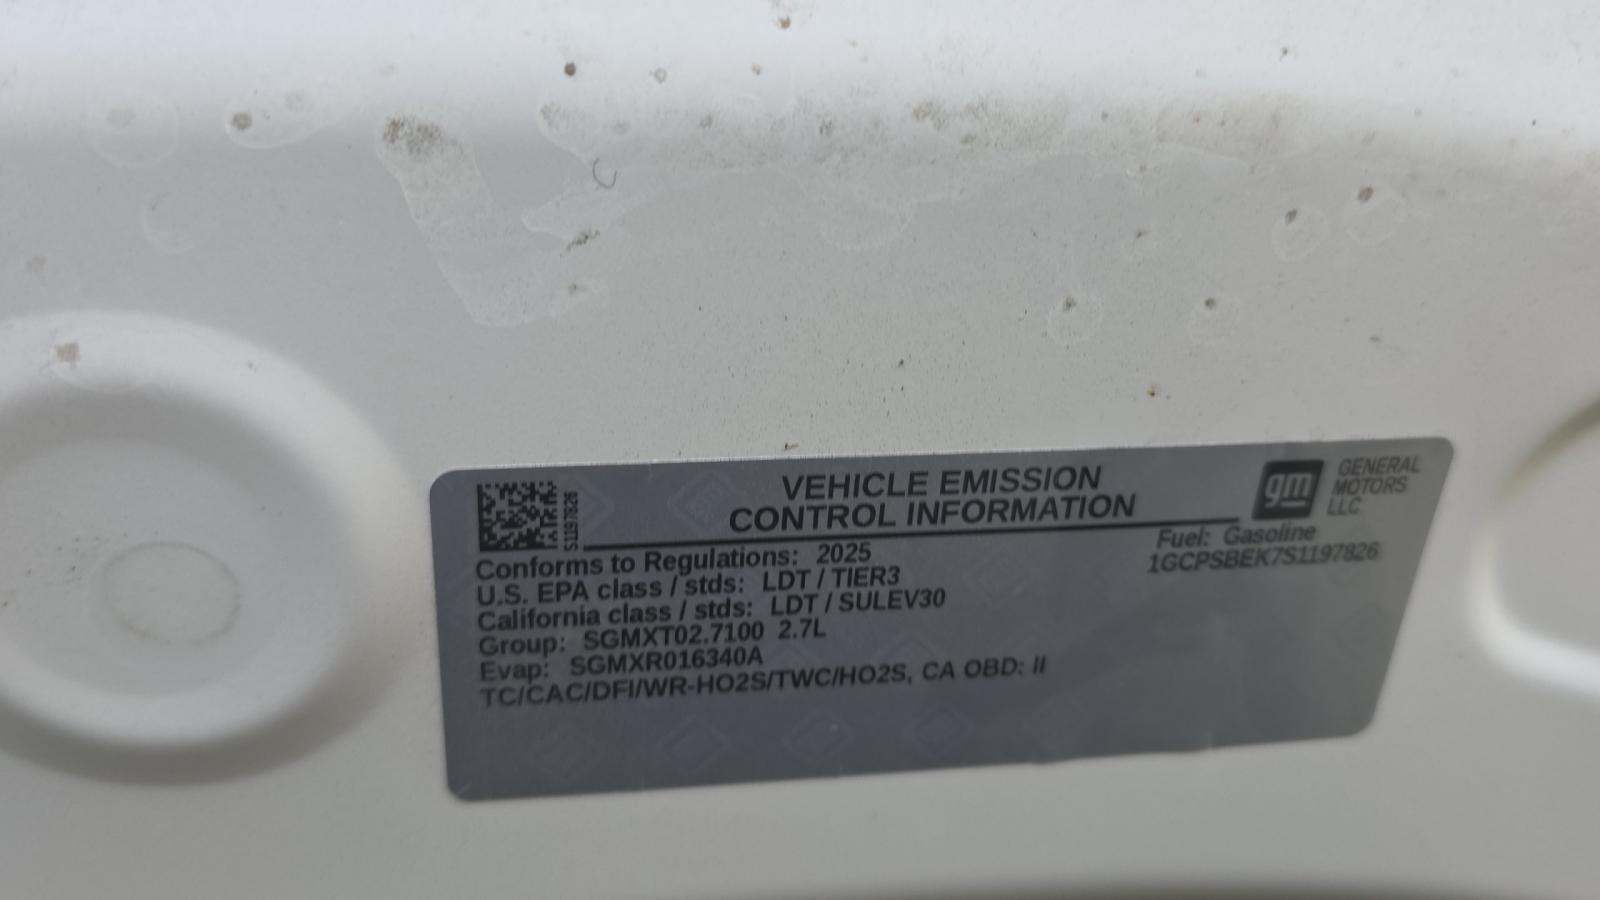 VEHICLE EMISSION
CONTROL INFORMATION
gm
GENERAL
MOTORS
LLC
S1197826
Fuel: Gasoline
1GCPSBEK7S1197826
Conforms to Regulations: 2025
U.S. EPA class / stds: LDT / TIER3
California class / stds: LDT / SULEV30
Group: SGMXT02.7100 2.7L
Evap: SGMXR016340A
TC/CAC/DFI/WR-HO2S/TWC/HO2S, CA OBD: II